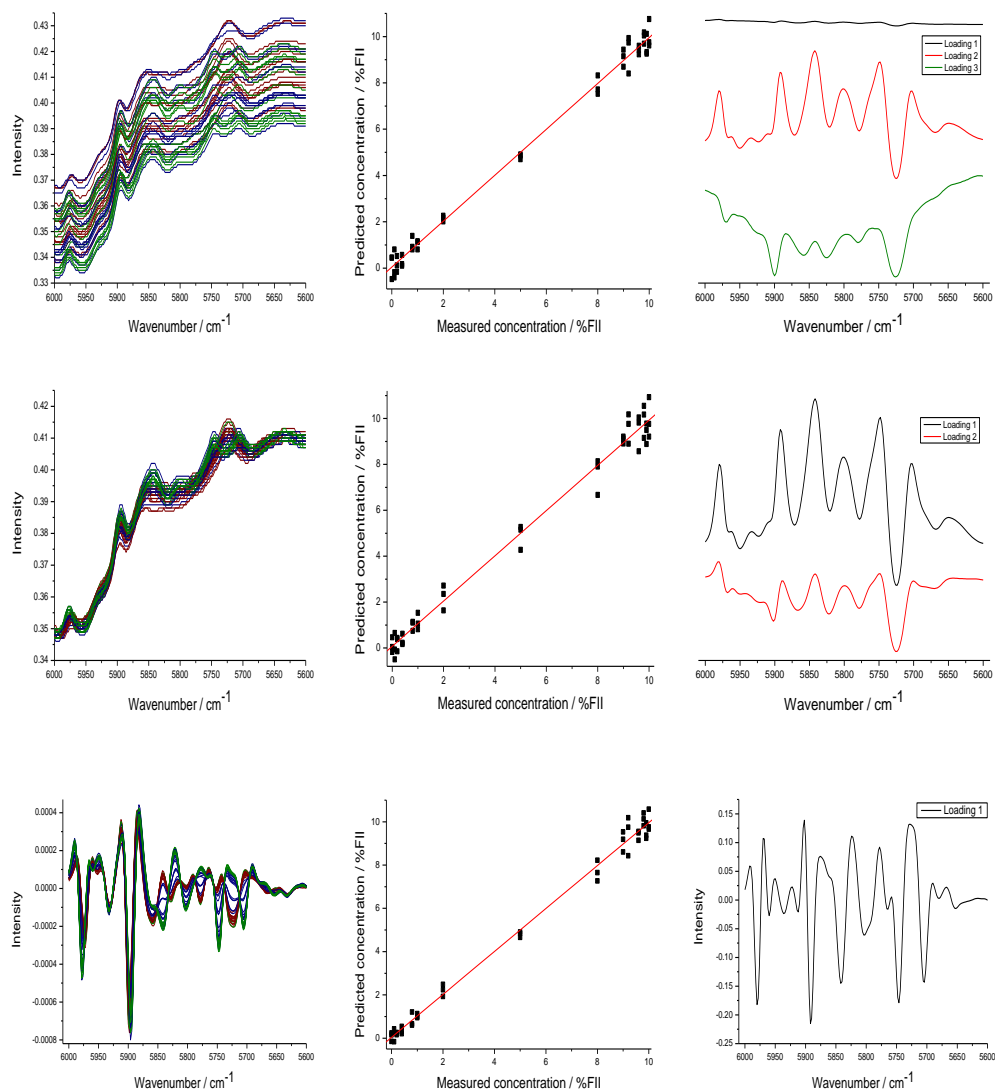 0.43
0.42
0.41
0.40
0.39
0.38
0.37
0.36
0.35
0.34
0.33
Intensity
6000 5950 5900 5850 5800 5750 5700 5650 5600
Wavenumber / cm⁻¹
10
8
6
4
2
0
Predicted concentration / %FII
0 2 4 6 8 10
Measured concentration / %FII
Loading 1
Loading 2
Loading 3
6000 5950 5900 5850 5800 5750 5700 5650 5600
Wavenumber / cm⁻¹
0.42
0.41
0.40
0.39
0.38
0.37
0.36
0.35
0.34
Intensity
6000 5950 5900 5850 5800 5750 5700 5650 5600
Wavenumber / cm⁻¹
10
8
6
4
2
0
Predicted concentration / %FII
0 2 4 6 8 10
Measured concentration / %FII
Loading 1
Loading 2
6000 5950 5900 5850 5800 5750 5700 5650 5600
Wavenumber / cm⁻¹
0.0004
0.0002
0.0000
-0.0002
-0.0004
-0.0006
-0.0008
Intensity
6000 5950 5900 5850 5800 5750 5700 5650 5600
Wavenumber / cm⁻¹
10
8
6
4
2
0
Predicted concentration / %FII
0 2 4 6 8 10
Measured concentration / %FII
Loading 1
0.15
0.10
0.05
0.00
-0.05
-0.10
-0.15
-0.20
-0.25
Intensity
6000 5950 5900 5850 5800 5750 5700 5650 5600
Wavenumber / cm⁻¹